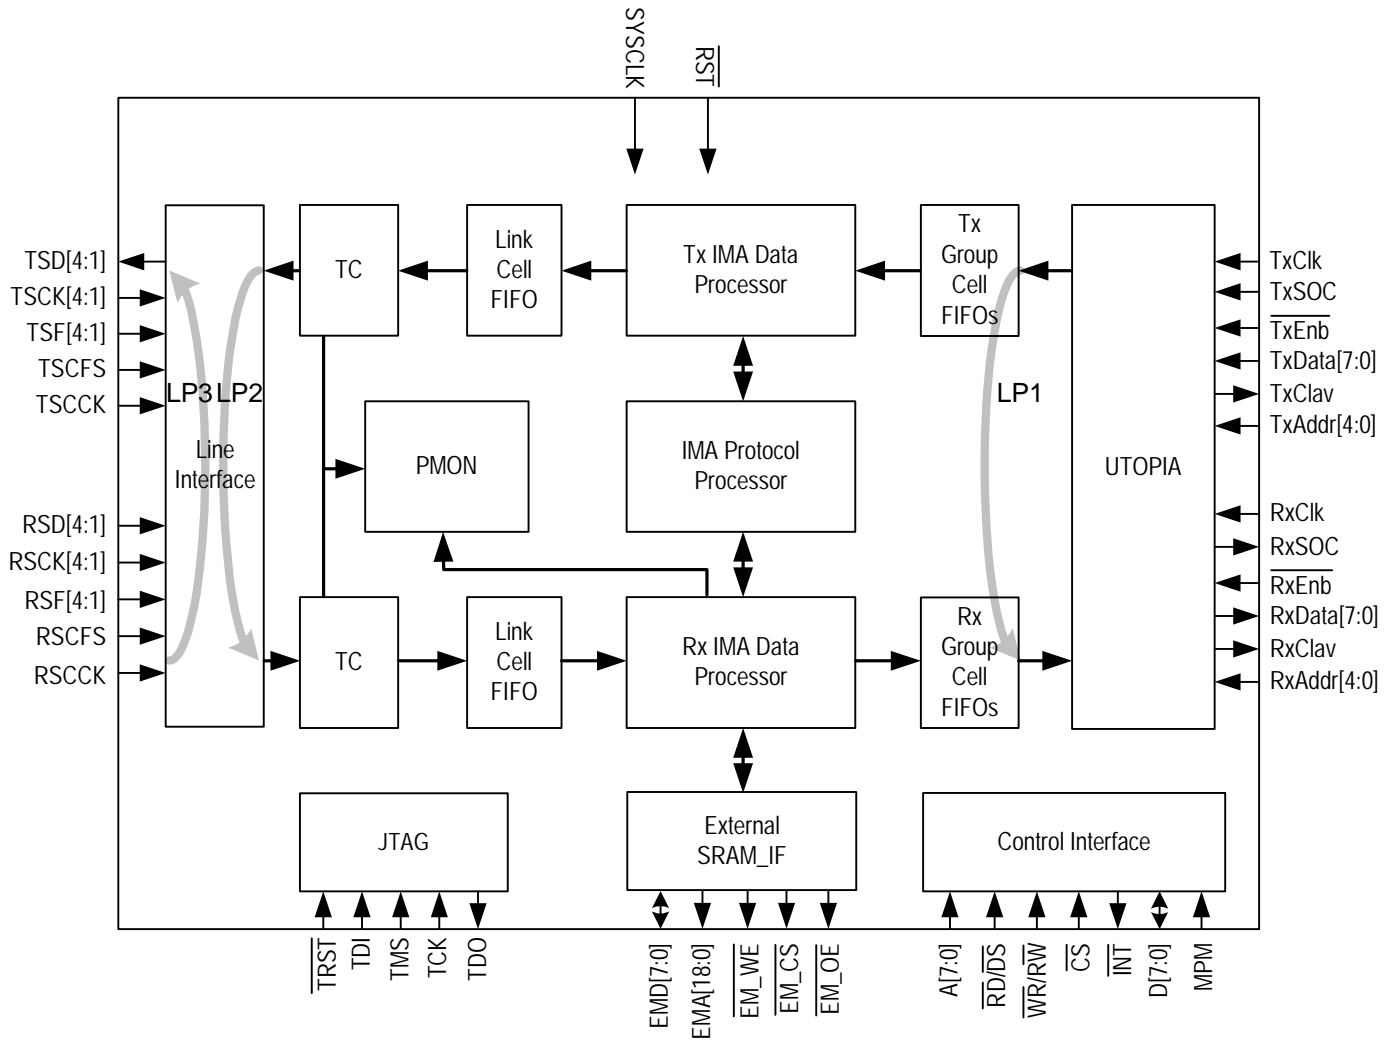 SYSCLK
RST
TSD[4:1]
TSCK[4:1]
TSF[4:1]
TSCFS
TSCCK
RSD[4:1]
RSCK[4:1]
RSF[4:1]
RSCFS
RSCCK
LP3
LP2
Line
Interface
TC
Link
Cell
FIFO
Tx IMA Data
Processor
Tx
Group
Cell
FIFOs
PMON
IMA Protocol
Processor
LP1
UTOPIA
TC
Link
Cell
FIFO
Rx IMA Data
Processor
Rx
Group
Cell
FIFOs
TxClk
TxSOC
TxEnb
TxData[7:0]
TxClav
TxAddr[4:0]
RxClk
RxSOC
RxEnb
RxData[7:0]
RxClav
RxAddr[4:0]
JTAG
External
SRAM_IF
Control Interface
TRST
TDI
TMS
TCK
TDO
EMD[7:0]
EMA[18:0]
EM_WE
EM_CS
EM_OE
A[7:0]
RD/DS
WR/RW
CS
INT
D[7:0]
MPM